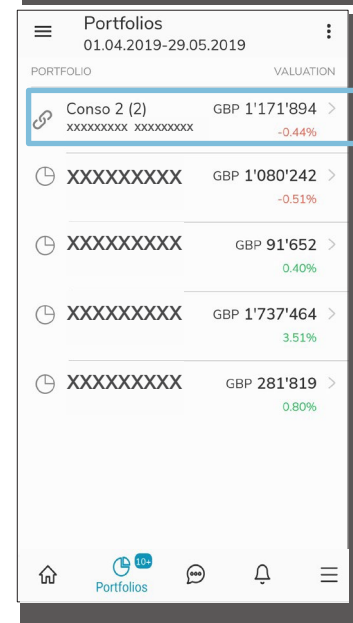 Portfolios
01.04.2019-29.05.2019
PORTFOLIO VALUATION
Conso 2 (2) GBP 1'171'894
xxxxxxxxx xxxxxxxxx -0.44%
XXXXXXXXX GBP 1'080'242
-0.51%
XXXXXXXXX GBP 91'652
0.40%
XXXXXXXXX GBP 1'737'464
3.51%
XXXXXXXXX GBP 281'819
0.80%
10+
Portfolios